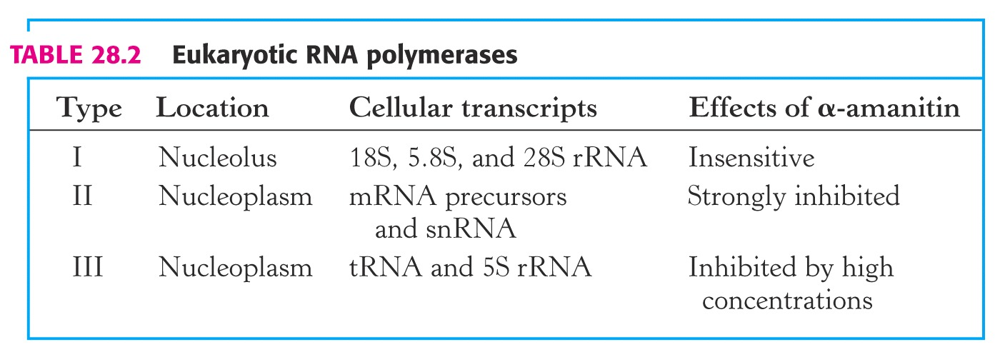 TABLE 28.2 Eukaryotic RNA polymerases
Type Location Cellular transcripts Effects of α-amanitin
I Nucleolus 18S, 5.8S, and 28S rRNA Insensitive
II Nucleoplasm mRNA precursors Strongly inhibited
and snRNA
III Nucleoplasm tRNA and 5S rRNA Inhibited by high
concentrations